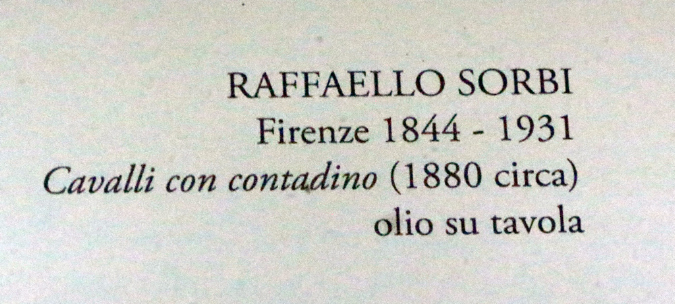 RAFFAELLO SORBI
Firenze 1844 - 1931
Cavalli con contadino (1880 circa)
olio su tavola